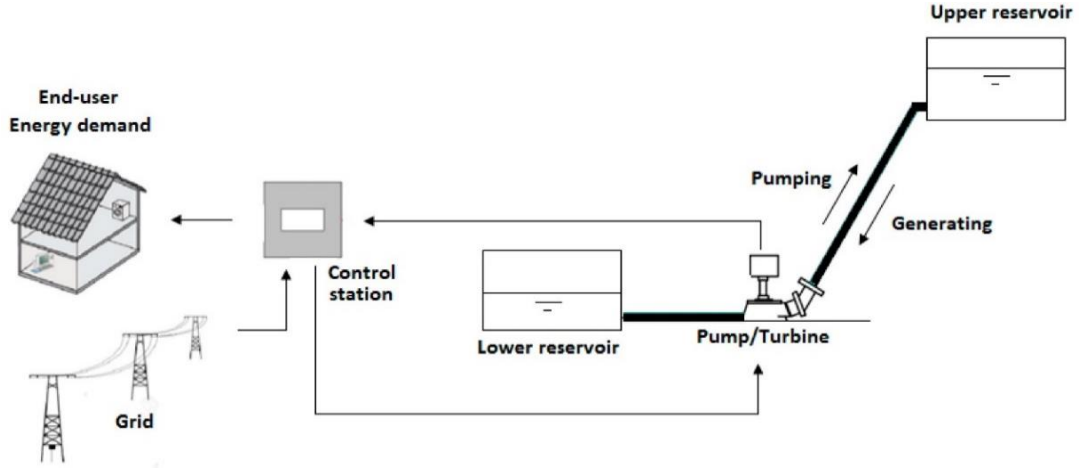 Upper reservoir
End-user
Energy demand
Pumping
Generating
Control
station
Lower reservoir
Pump/Turbine
Grid